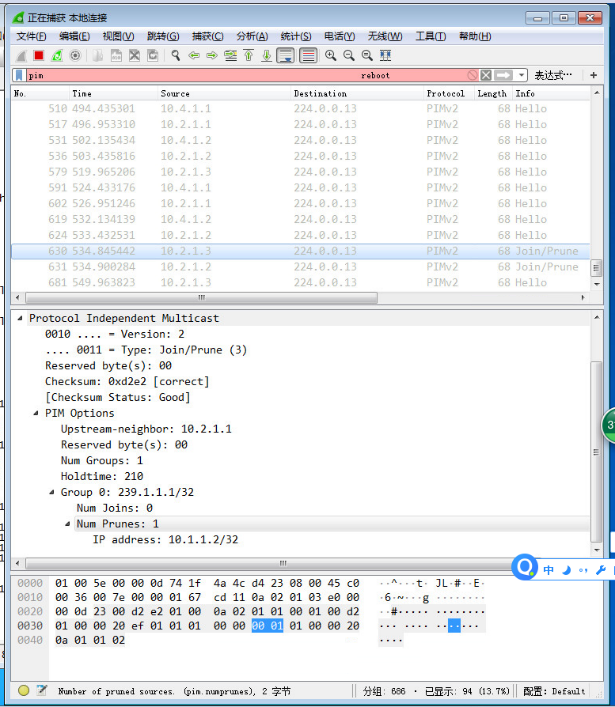 正在捕获 本地连接
文件(F) 编辑(E) 视图(V) 跳转(G) 捕获(C) 分析(A) 统计(S) 电话(Y) 无线(W) 工具(T) 帮助(H)
pim reboot 表达式… +
No. Time Source Destination Protocol Length Info
510 494.435301 10.4.1.1 224.0.0.13 PIMv2 68 Hello
517 496.953310 10.2.1.1 224.0.0.13 PIMv2 68 Hello
531 502.135434 10.4.1.2 224.0.0.13 PIMv2 68 Hello
536 503.435816 10.2.1.2 224.0.0.13 PIMv2 68 Hello
579 519.965206 10.2.1.3 224.0.0.13 PIMv2 68 Hello
591 524.433176 10.4.1.1 224.0.0.13 PIMv2 68 Hello
602 526.951246 10.2.1.1 224.0.0.13 PIMv2 68 Hello
619 532.134139 10.4.1.2 224.0.0.13 PIMv2 68 Hello
624 533.432531 10.2.1.2 224.0.0.13 PIMv2 68 Hello
630 534.845442 10.2.1.3 224.0.0.13 PIMv2 68 Join/Prune
631 534.900284 10.2.1.2 224.0.0.13 PIMv2 68 Join/Prune
681 549.963823 10.2.1.3 224.0.0.13 PIMv2 68 Hello
Protocol Independent Multicast
0010 .... = Version: 2
.... 0011 = Type: Join/Prune (3)
Reserved byte(s): 00
Checksum: 0xd2e2 [correct]
[Checksum Status: Good]
PIM Options
Upstream-neighbor: 10.2.1.1
Reserved byte(s): 00
Num Groups: 1
Holdtime: 210
Group 0: 239.1.1.1/32
Num Joins: 0
Num Prunes: 1
IP address: 10.1.1.2/32
中
0000 01 00 5e 00 00 0d 74 1f 4a 4c d4 23 08 00 45 c0 ··^···t· JL·#··E·
0010 00 36 00 7e 00 00 01 67 cd 11 0a 02 01 03 e0 00 ·6·~···g ········
0020 00 0d 23 00 d2 e2 01 00 0a 02 01 01 00 01 00 d2 ··#····· ········
0030 01 00 00 20 ef 01 01 01 00 00 00 01 01 00 00 20 ··· ···· ·······
0040 0a 01 01 02 ····
Number of pruned sources. (pim.numprunes), 2 字节 分组: 686 · 已显示: 94 (13.7%) 配置: Default